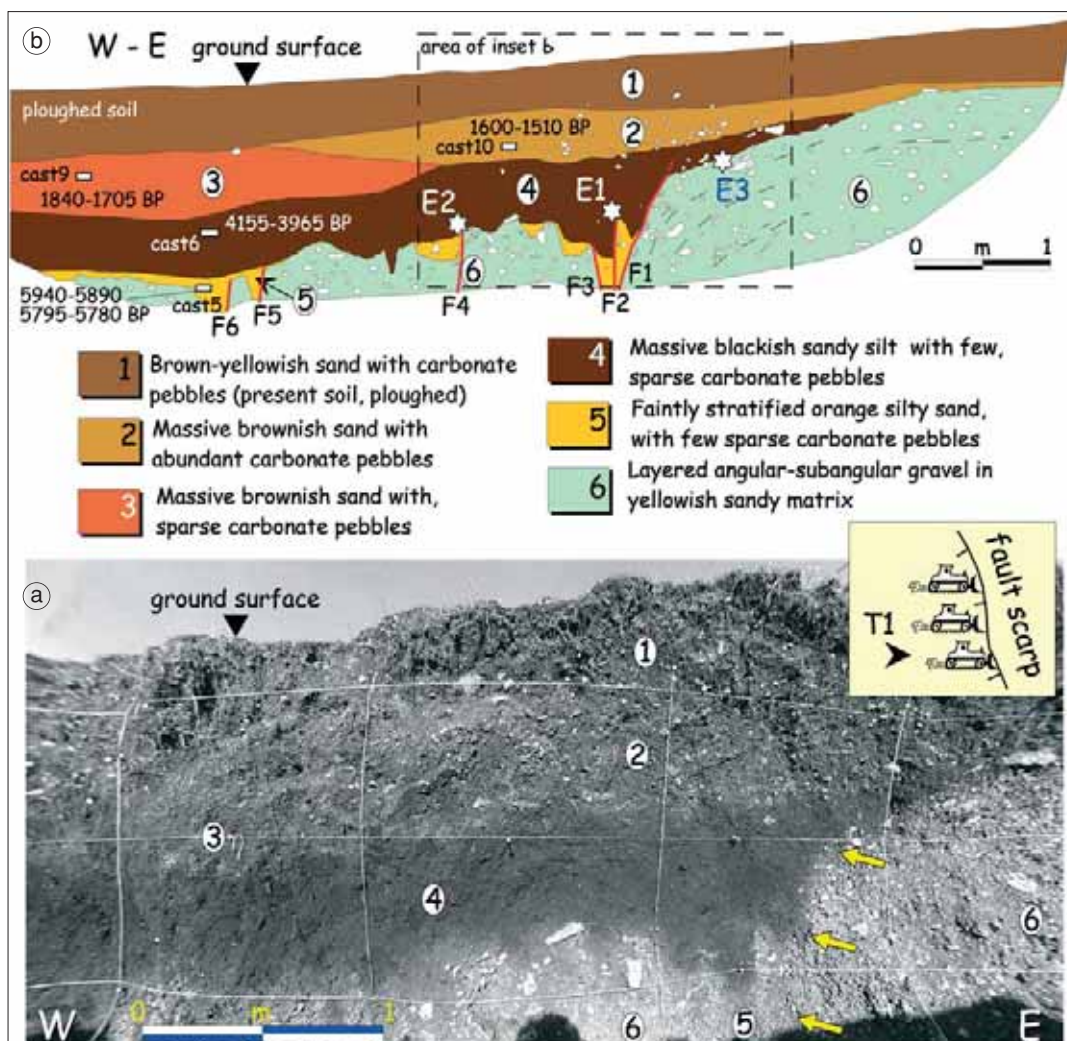 b
W - E
ground surface
area of inset b
ploughed soil
1
1600-1510 BP
cast10
2
cast9
1840-1705 BP
3
4
E1
E2
E3
4155-3965 BP
cast6
6
6
0 m 1
5940-5890
5795-5780 BP
cast5
F6
F5
5
F4
F3
F2
F1
1 Brown-yellowish sand with carbonate
pebbles (present soil, ploughed)
2 Massive brownish sand with
abundant carbonate pebbles
3 Massive brownish sand with,
sparse carbonate pebbles
4 Massive blackish sandy silt with few,
sparse carbonate pebbles
5 Faintly stratified orange silty sand,
with few sparse carbonate pebbles
6 Layered angular-subangular gravel in
yellowish sandy matrix
a
ground surface
fault scarp
T1
1
2
3
4
6
0 m 1
W
6
5
E